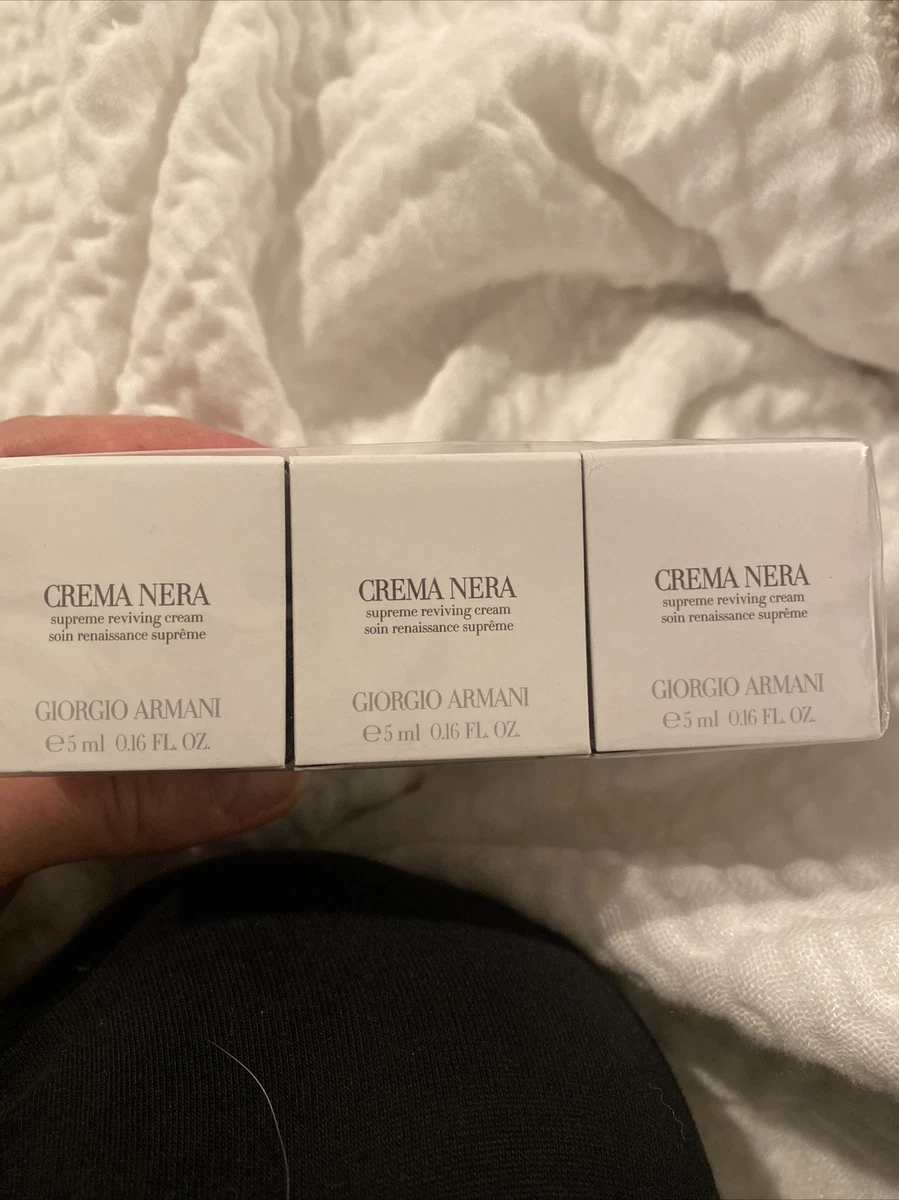 CREMA NERA
supreme reviving cream
soin renaissance suprême
GIORGIO ARMANI
℮5 ml 0.16 FL. OZ.
CREMA NERA
supreme reviving cream
soin renaissance suprême
GIORGIO ARMANI
℮5 ml 0.16 FL. OZ.
CREMA NERA
supreme reviving cream
soin renaissance suprême
GIORGIO ARMANI
℮5 ml 0.16 FL. OZ.